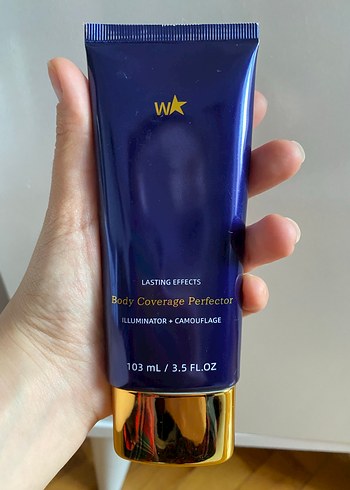 W★
LASTING EFFECTS
Body Coverage Perfector
ILLUMINATOR + CAMOUFLAGE
103 mL / 3.5 FL.OZ